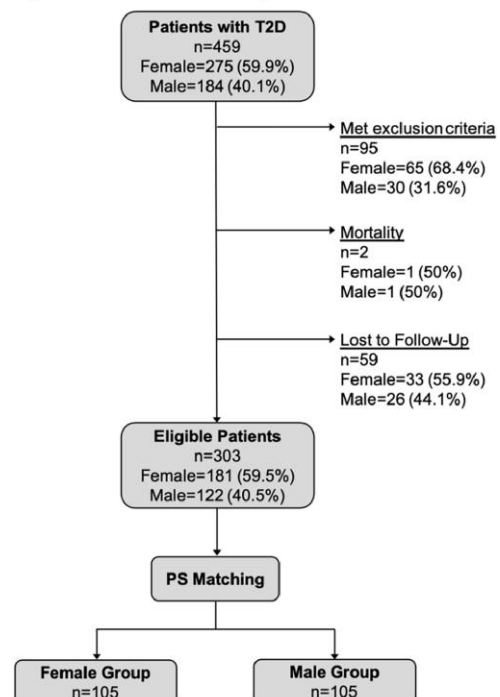 Patients with T2D
n=459
Female=275 (59.9%)
Male=184 (40.1%)
Met exclusion criteria
n=95
Female=65 (68.4%)
Male=30 (31.6%)
Mortality
n=2
Female=1 (50%)
Male=1 (50%)
Lost to Follow-Up
n=59
Female=33 (55.9%)
Male=26 (44.1%)
Eligible Patients
n=303
Female=181 (59.5%)
Male=122 (40.5%)
PS Matching
Female Group
n=105
Male Group
n=105